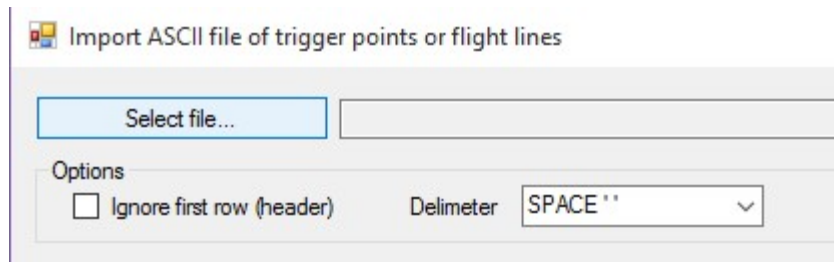 Import ASCII file of trigger points or flight lines
Select file...
Options
Ignore first row (header) Delimeter SPACE ' '